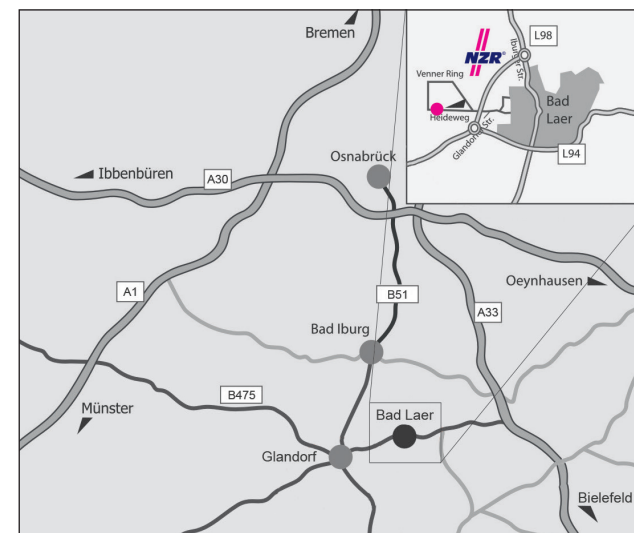 Bremen
L98
NZR®
Iburger Str.
Venner Ring
Bad
Laer
Heideweg
Glandorfer Str.
L94
Osnabrück
Ibbenbüren
A30
Oeynhausen
A1
B51
A33
Bad Iburg
B475
Münster
Bad Laer
Glandorf
Bielefeld